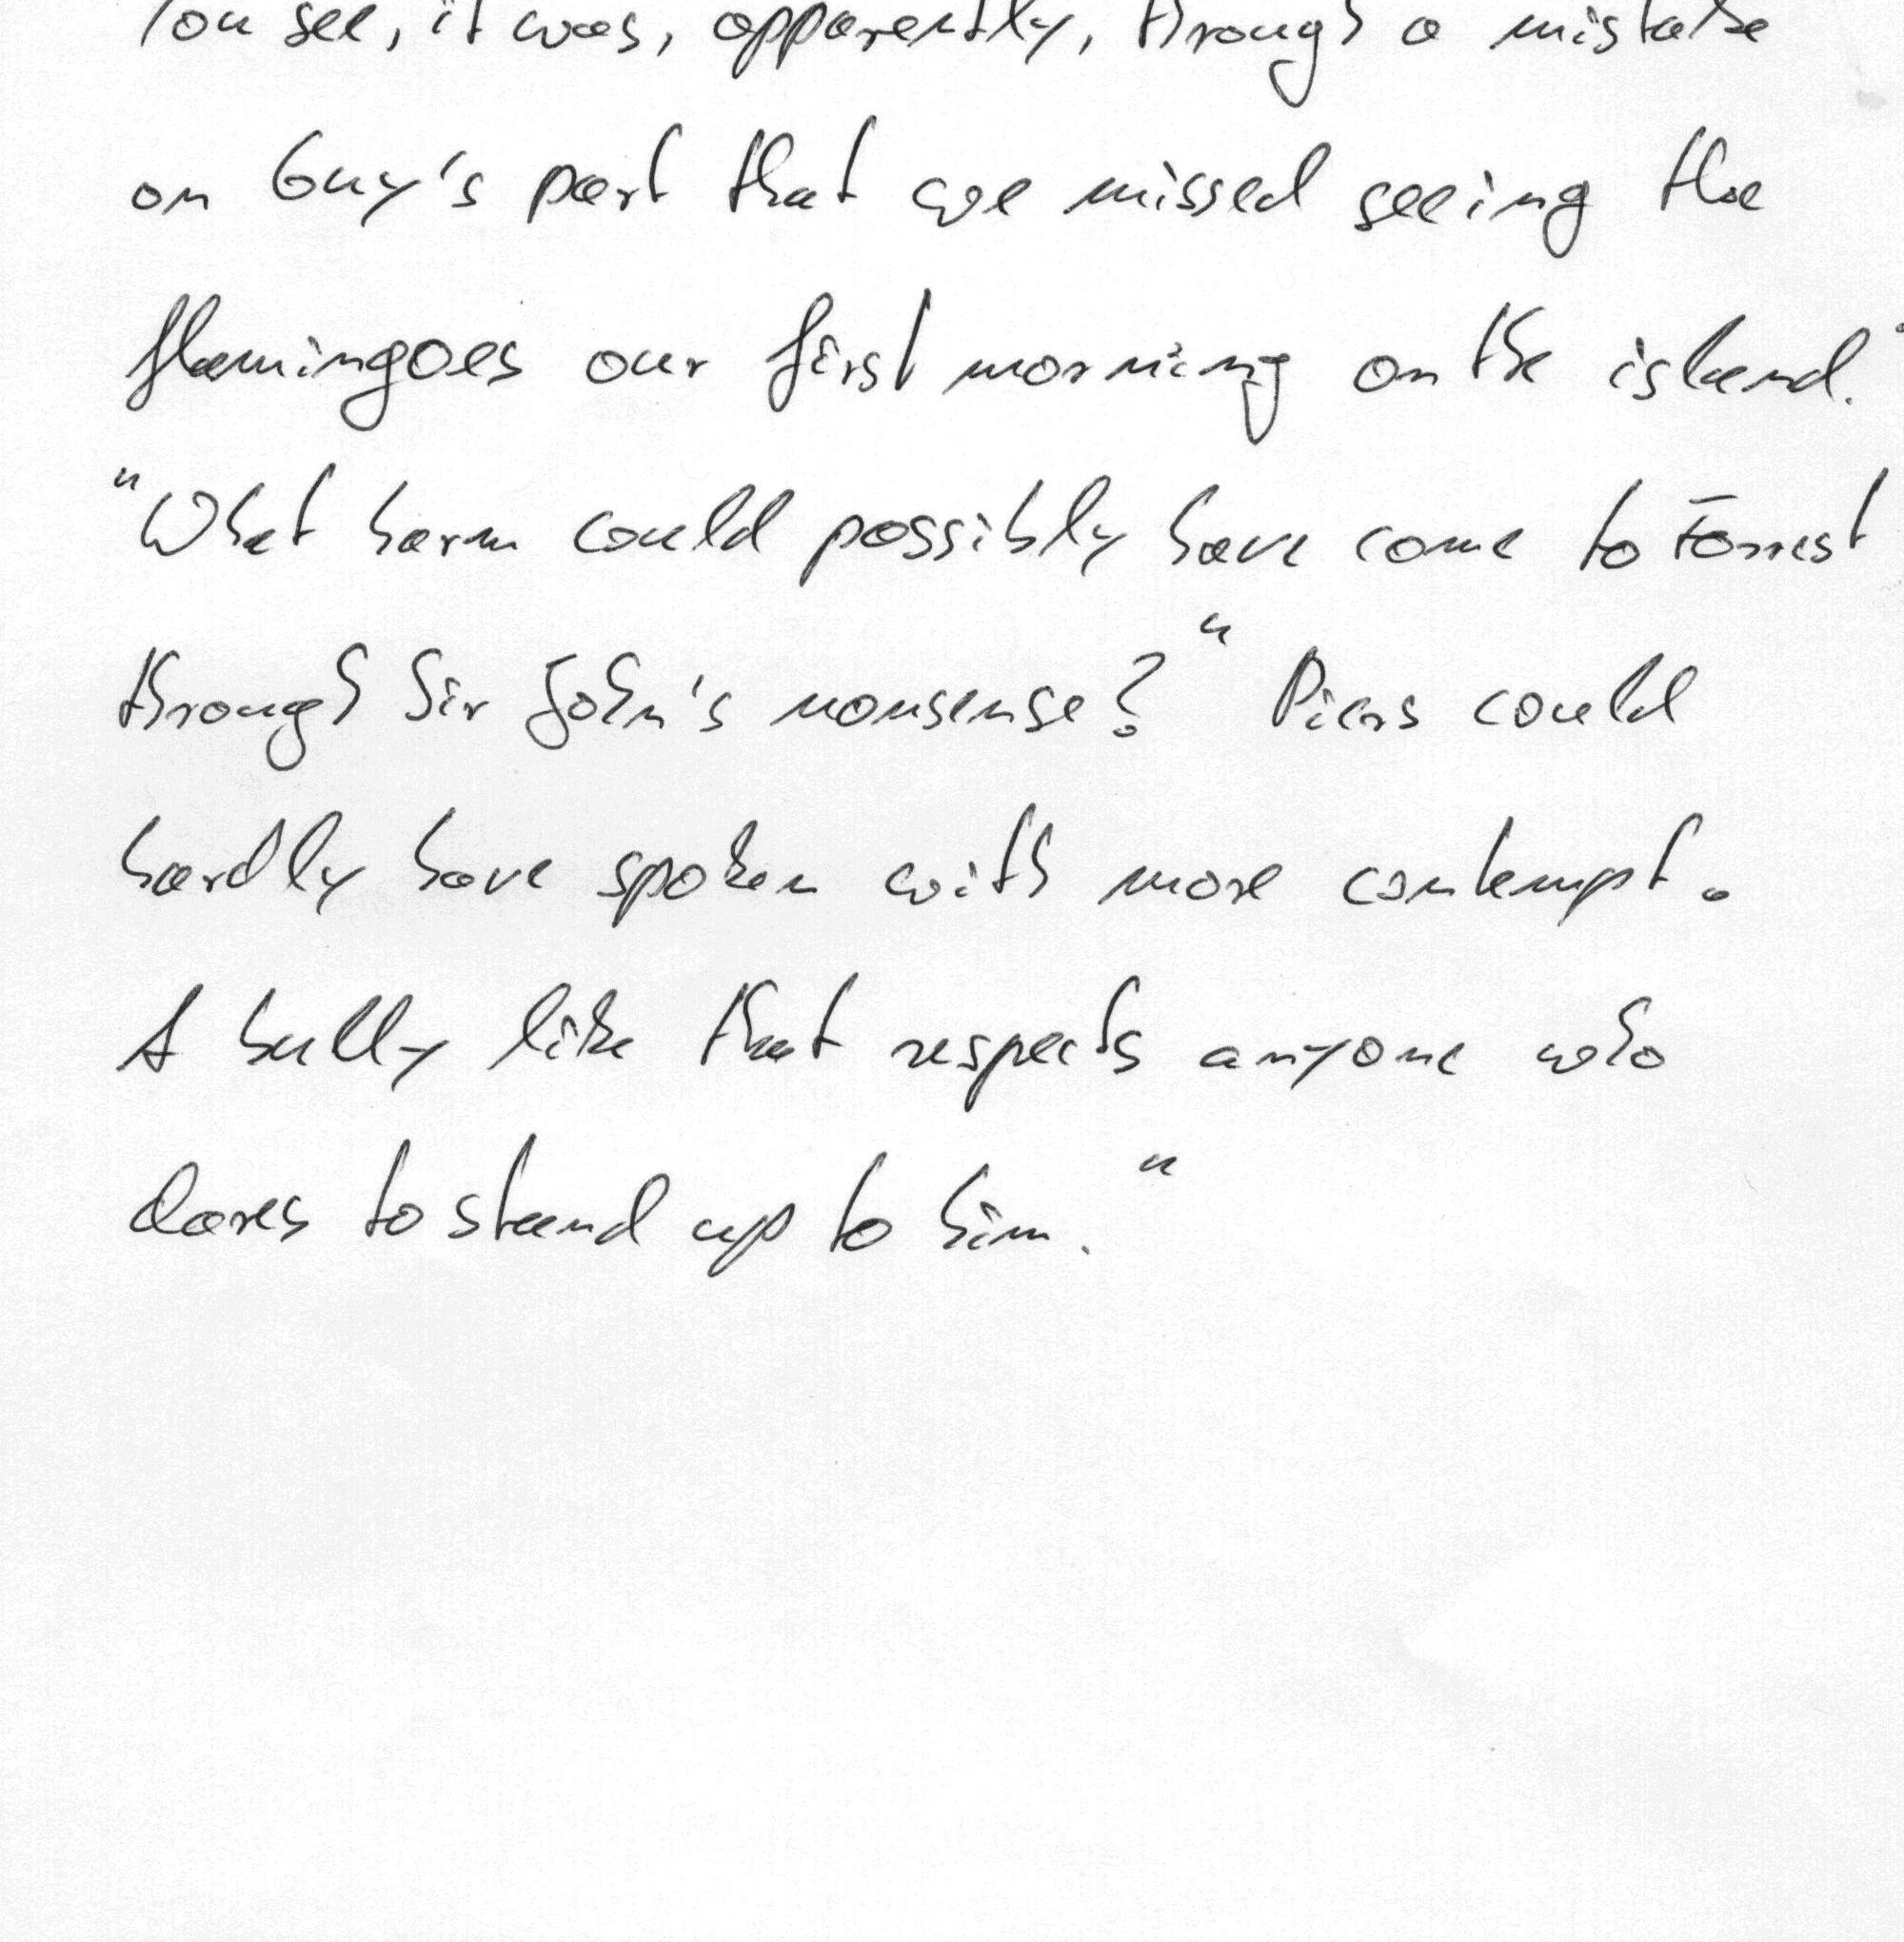 You see, it was, apparently, through a mistake
on Guy's part that we missed seeing the
flamingoes our first morning on the island."
"What harm could possibly have come to Forrest
through Sir John's nonsense?" Piers could
hardly have spoken with more contempt.
A bully like that respects anyone who
dares to stand up to him."